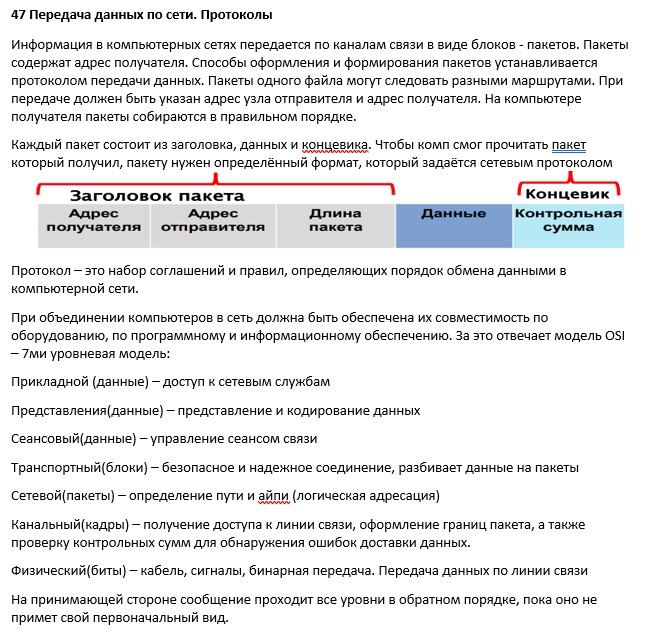 47 Передача данных по сети. Протоколы
Информация в компьютерных сетях передается по каналам связи в виде блоков - пакетов. Пакеты
содержат адрес получателя. Способы оформления и формирования пакетов устанавливается
протоколом передачи данных. Пакеты одного файла могут следовать разными маршрутами. При
передаче должен быть указан адрес узла отправителя и адрес получателя. На компьютере
получателя пакеты собираются в правильном порядке.
Каждый пакет состоит из заголовка, данных и концевика. Чтобы комп смог прочитать пакет
который получил, пакету нужен определённый формат, который задаётся сетевым протоколом
Заголовок пакета
Концевик
Адрес
получателя
Адрес
отправителя
Длина
пакета
Данные
Контрольная
сумма
Протокол – это набор соглашений и правил, определяющих порядок обмена данными в
компьютерной сети.
При объединении компьютеров в сеть должна быть обеспечена их совместимость по
оборудованию, по программному и информационному обеспечению. За это отвечает модель OSI
– 7ми уровневая модель:
Прикладной (данные) – доступ к сетевым службам
Представления(данные) – представление и кодирование данных
Сеансовый(данные) – управление сеансом связи
Транспортный(блоки) – безопасное и надежное соединение, разбивает данные на пакеты
Сетевой(пакеты) – определение пути и айпи (логическая адресация)
Канальный(кадры) – получение доступа к линии связи, оформление границ пакета, а также
проверку контрольных сумм для обнаружения ошибок доставки данных.
Физический(биты) – кабель, сигналы, бинарная передача. Передача данных по линии связи
На принимающей стороне сообщение проходит все уровни в обратном порядке, пока оно не
примет свой первоначальный вид.